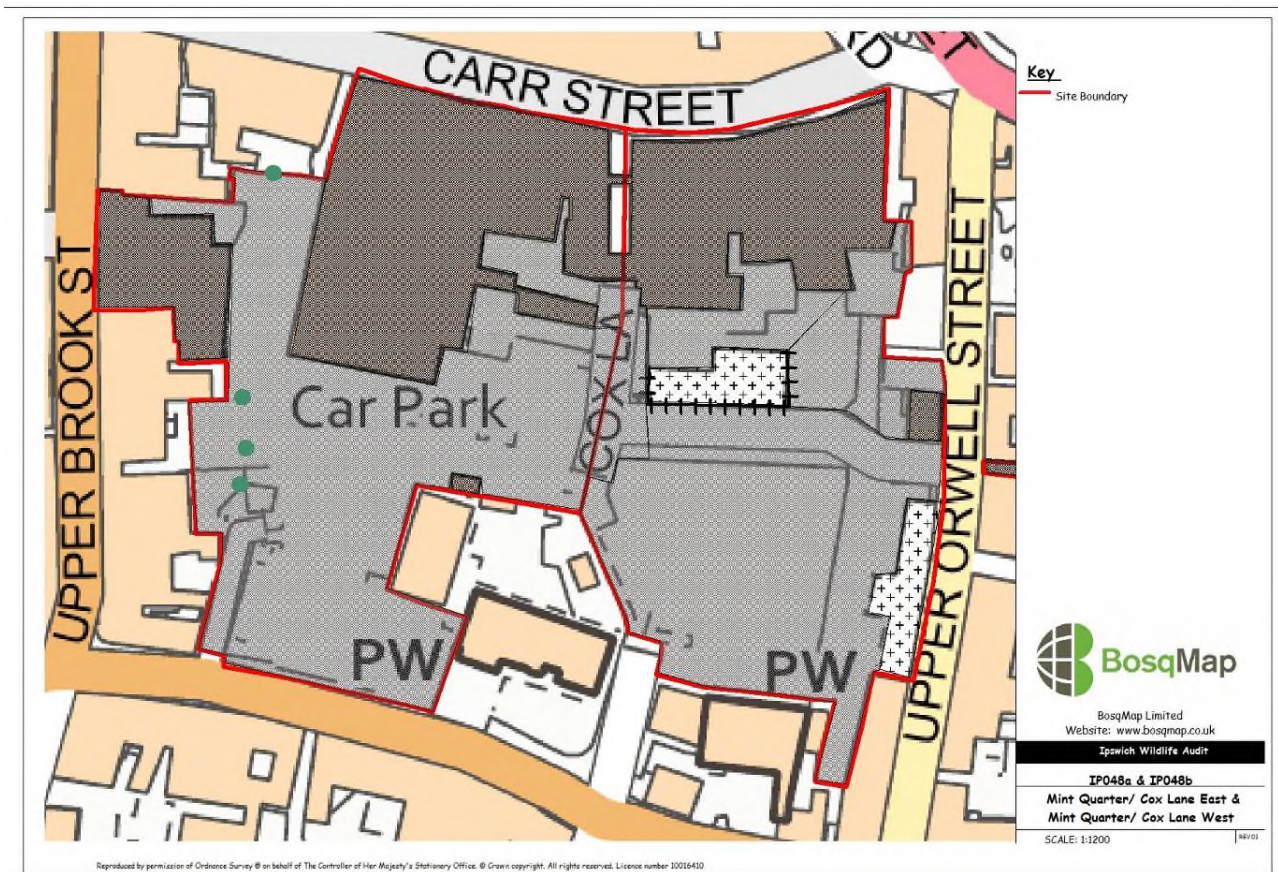 CARR STREET
RD
ET
UPPER BROOK ST
Car Park
COX LA
UPPER ORWELL STREET
PW
PW
Key
Site Boundary
BosqMap
BosqMap Limited
Website: www.bosqmap.co.uk
Ipswich Wildlife Audit
IP048a & IP048b
Mint Quarter/ Cox Lane East &
Mint Quarter/ Cox Lane West
SCALE: 1:1200
REV01
Reproduced by permission of Ordnance Survey ® on behalf of The Controller of Her Majesty's Stationery Office. © Crown copyright. All rights reserved. Licence number 10016410